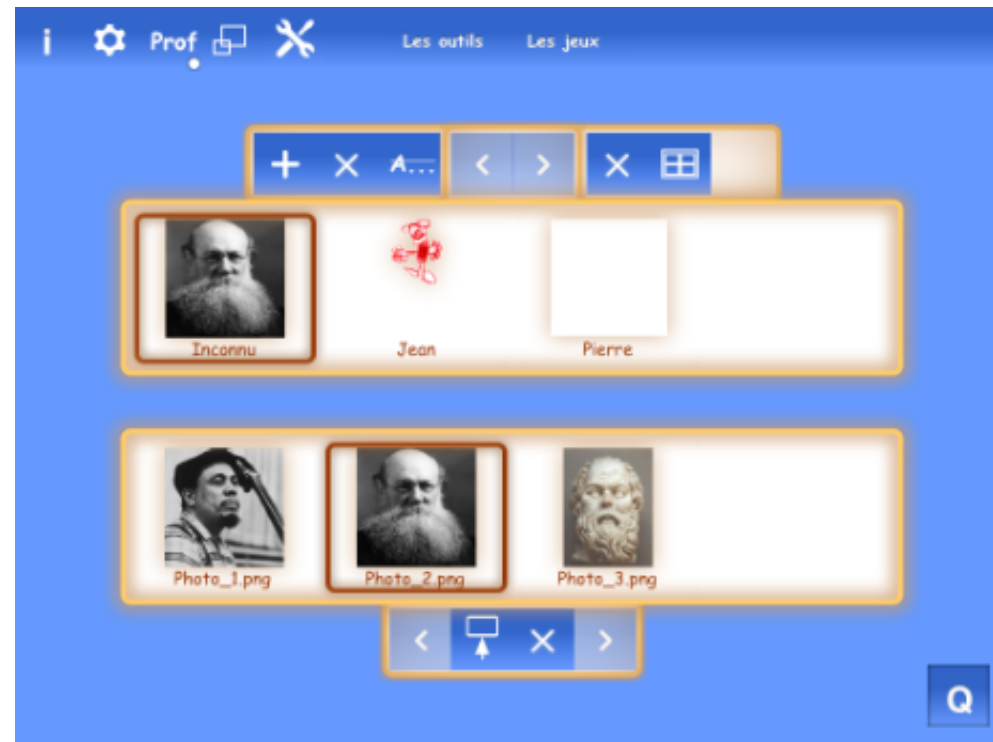 i Prof Les outils Les jeux
A...
Inconnu Jean Pierre
Photo_1.png Photo_2.png Photo_3.png
Q